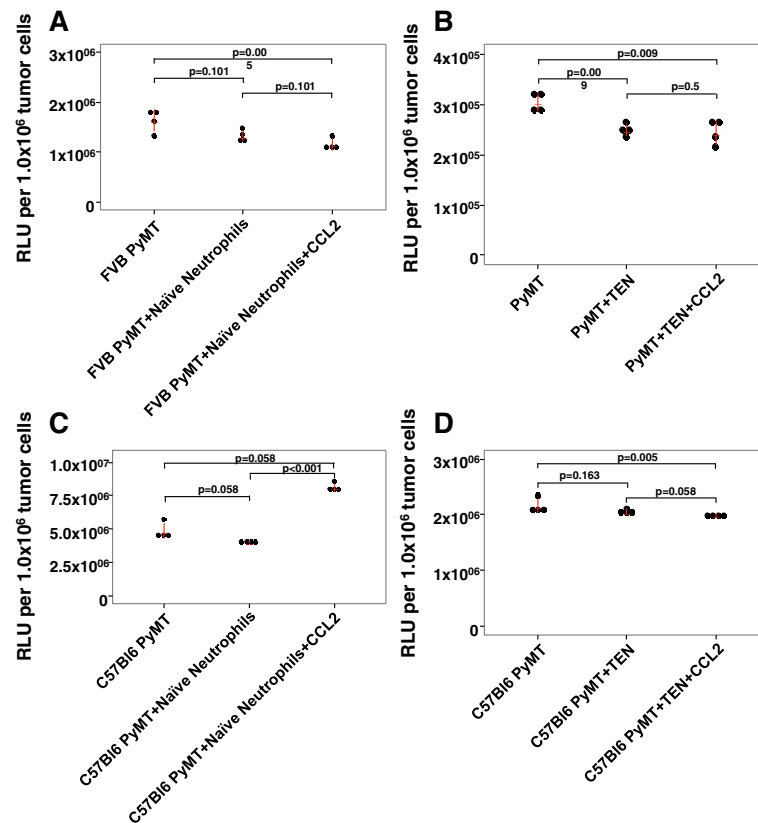 A
RLU per 1.0x10⁶ tumor cells
3x10⁰⁶
2x10⁰⁶
1x10⁰⁶
0
p=0.00
5
p=0.101
p=0.101
FVB PyMT
FVB PyMT+Naïve Neutrophils
FVB PyMT+Naïve Neutrophils+CCL2
B
RLU per 1.0x10⁶ tumor cells
4x10⁰⁵
3x10⁰⁵
2x10⁰⁵
1x10⁰⁵
0
p=0.009
p=0.00
9
p=0.5
PyMT
PyMT+TEN
PyMT+TEN+CCL2
C
RLU per 1.0x10⁶ tumor cells
1.0x10⁰⁷
7.5x10⁰⁶
5.0x10⁰⁶
2.5x10⁰⁶
0
p=0.058
p<0.001
p=0.058
C57Bl6 PyMT
C57Bl6 PyMT+Naïve Neutrophils
C57Bl6 PyMT+Naïve Neutrophils+CCL2
D
RLU per 1.0x10⁶ tumor cells
3x10⁰⁶
2x10⁰⁶
1x10⁰⁶
0
p=0.005
p=0.163
p=0.058
C57Bl6 PyMT
C57Bl6 PyMT+TEN
C57Bl6 PyMT+TEN+CCL2